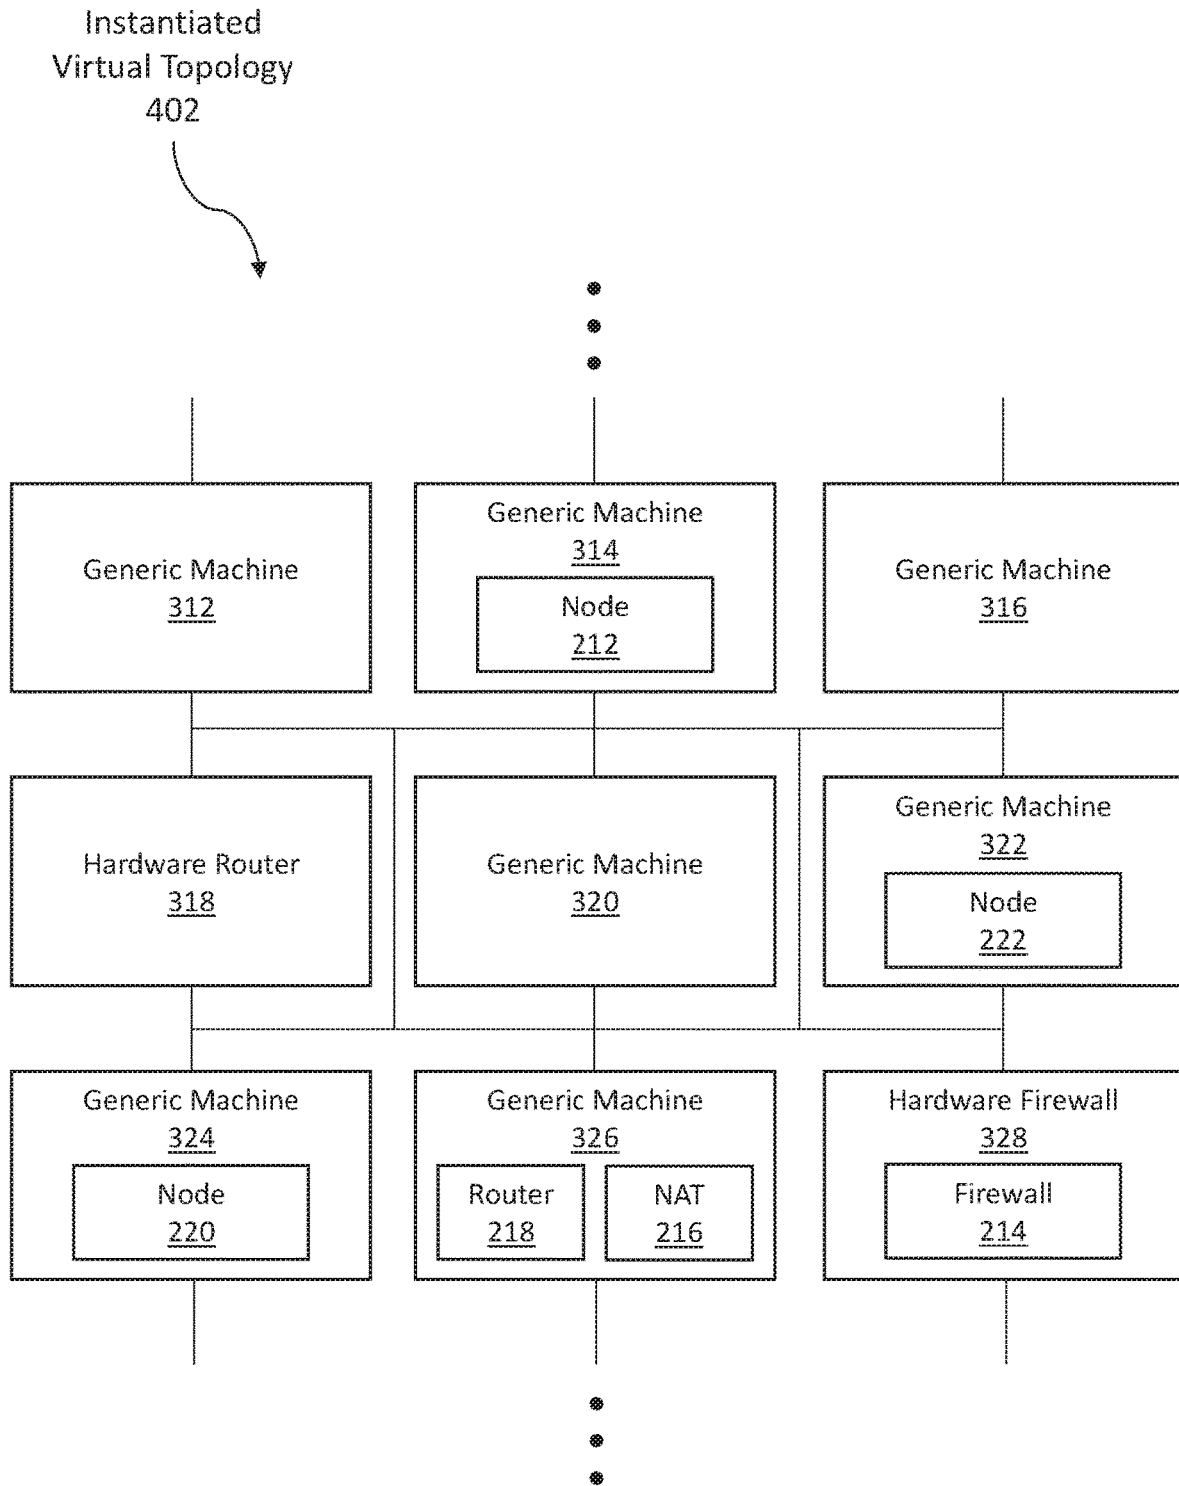 Instantiated
Virtual Topology
402
Generic Machine
312
Generic Machine
314
Node
212
Generic Machine
316
Hardware Router
318
Generic Machine
320
Generic Machine
322
Node
222
Generic Machine
324
Node
220
Generic Machine
326
Router
218
NAT
216
Hardware Firewall
328
Firewall
214